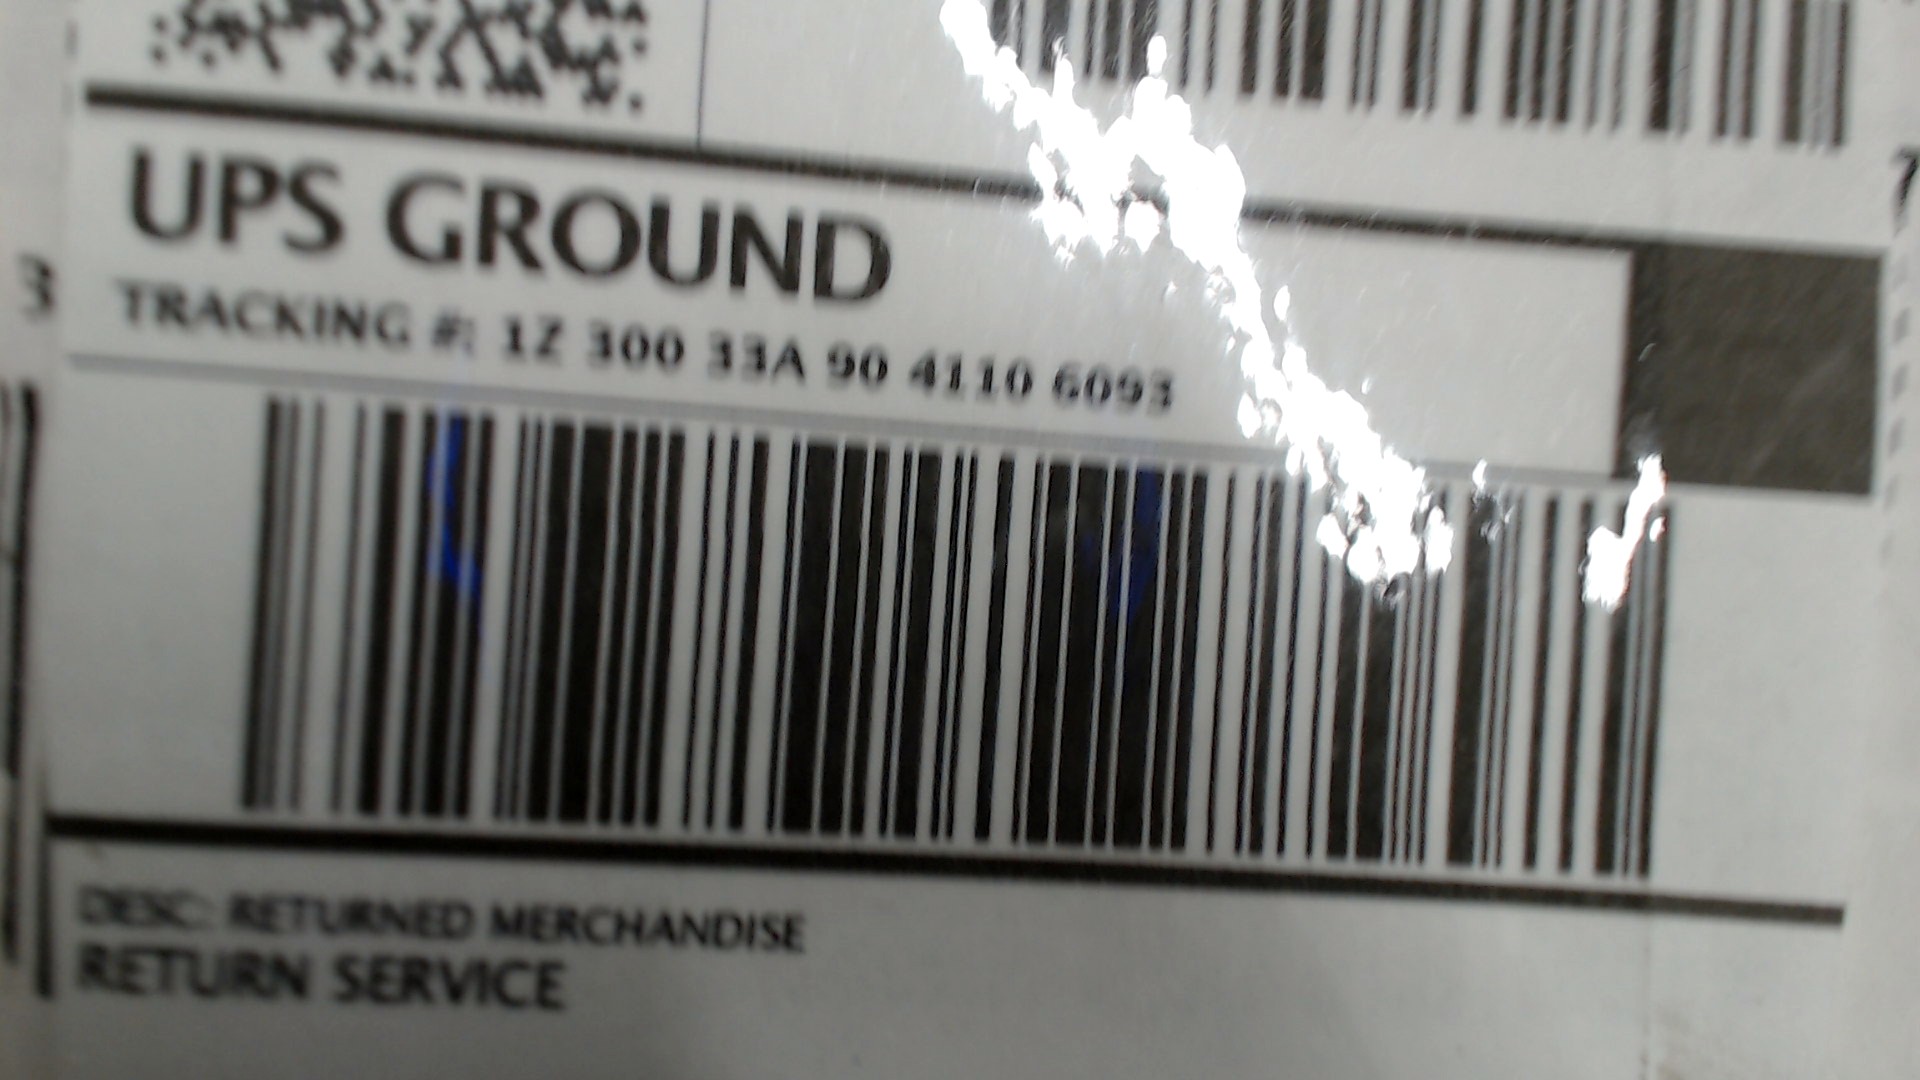 UPS GROUND
TRACKING #: 1Z 300 33A 90 4110 6093
DESC: RETURNED MERCHANDISE
RETURN SERVICE